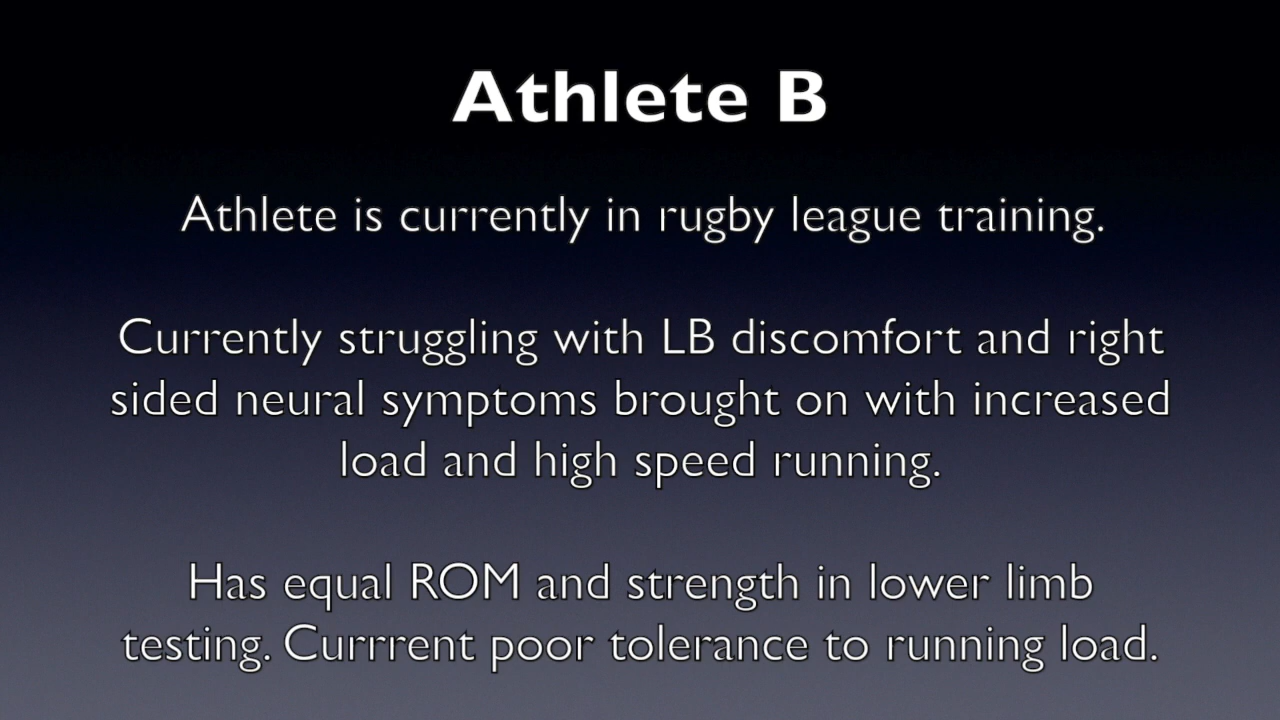 Athlete B
Athlete is currently in rugby league training.
Currently struggling with LB discomfort and right
sided neural symptoms brought on with increased
load and high speed running.
Has equal ROM and strength in lower limb
testing. Currrent poor tolerance to running load.